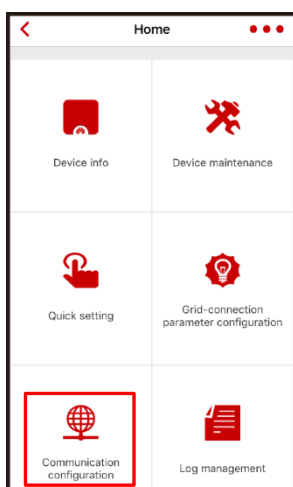 Home
Device info
Device maintenance
Quick setting
Grid-connection
parameter configuration
Communication
configuration
Log management